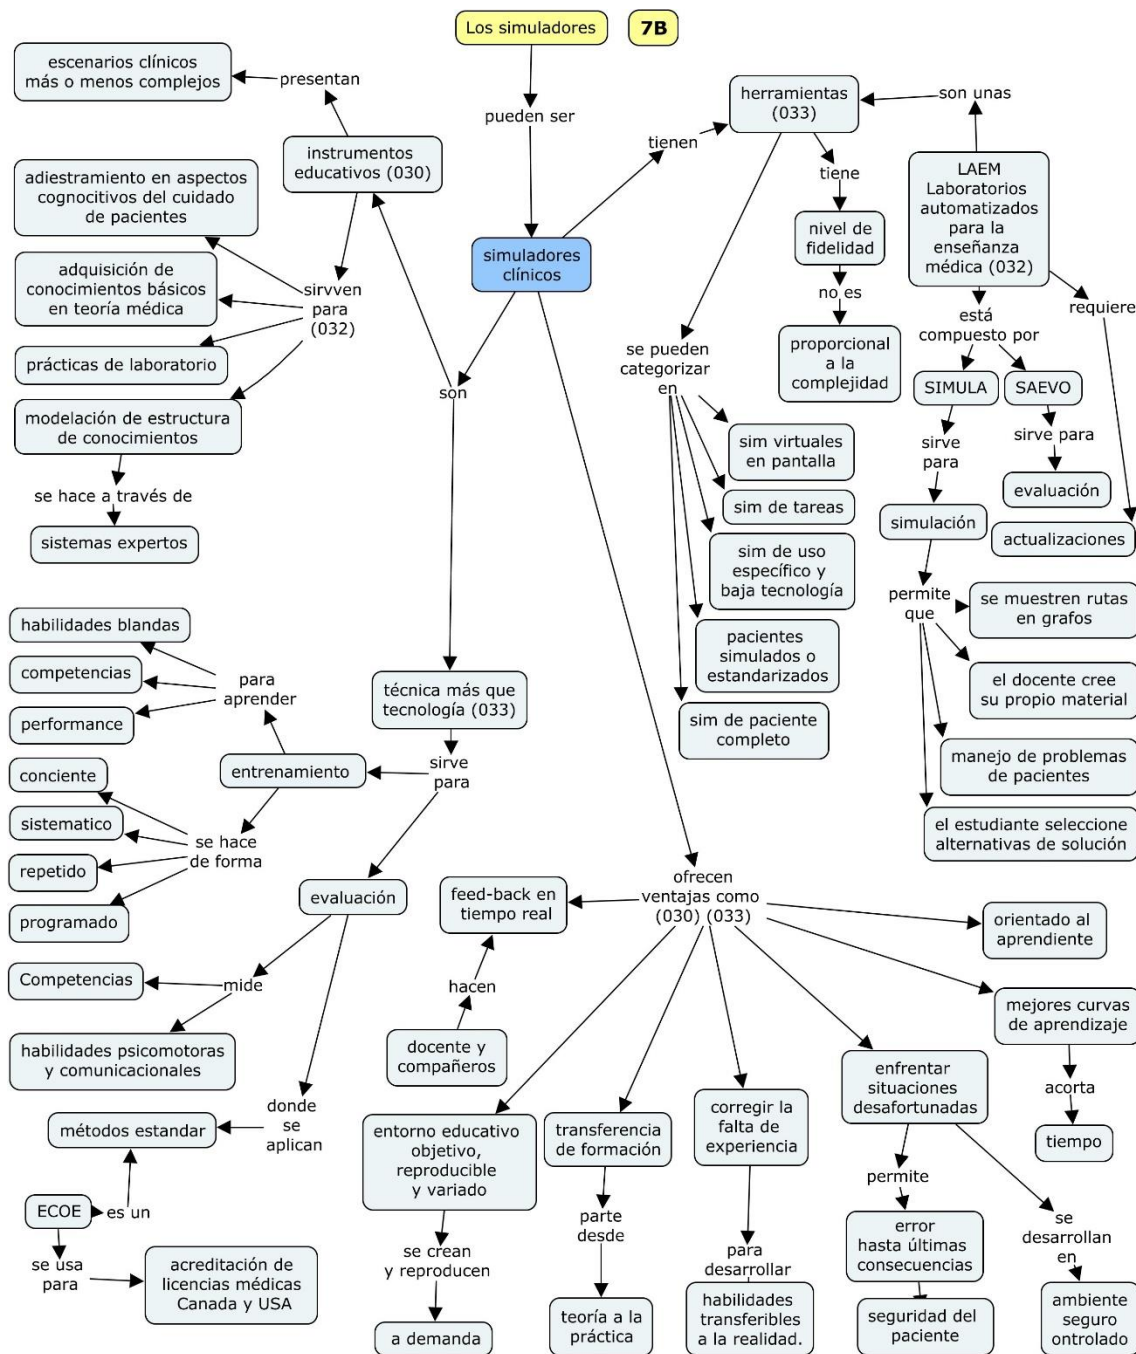 Los simuladores
7B
pueden ser
simuladores
clínicos
tienen
herramientas
(033)
son unas
LAEM
Laboratorios
automatizados
para la
enseñanza
médica (032)
requiere
actualizaciones
está
compuesto por
SIMULA
SAEVO
sirve
para
sirve para
evaluación
simulación
permite
que
se muestren rutas
en grafos
el docente cree
su propio material
manejo de problemas
de pacientes
el estudiante seleccione
alternativas de solución
tiene
nivel de
fidelidad
no es
proporcional
a la
complejidad
se pueden
categorizar
en
sim virtuales
en pantalla
sim de tareas
sim de uso
específico y
baja tecnología
pacientes
simulados o
estandarizados
sim de paciente
completo
son
instrumentos
educativos (030)
presentan
escenarios clínicos
más o menos complejos
sirvven
para
(032)
adiestramiento en aspectos
cognocitivos del cuidado
de pacientes
adquisición de
conocimientos básicos
en teoría médica
prácticas de laboratorio
modelación de estructura
de conocimientos
se hace a través de
sistemas expertos
técnica más que
tecnología (033)
sirve
para
entrenamiento
para
aprender
habilidades blandas
competencias
performance
se hace
de forma
conciente
sistematico
repetido
programado
evaluación
mide
Competencias
habilidades psicomotoras
y comunicacionales
donde
se
aplican
métodos estandar
ECOE
es un
se usa
para
acreditación de
licencias médicas
Canada y USA
ofrecen
ventajas como
(030) (033)
feed-back en
tiempo real
hacen
docente y
compañeros
entorno educativo
objetivo,
reproducible
y variado
se crean
y reproducen
a demanda
transferencia
de formación
parte
desde
teoría a la
práctica
corregir la
falta de
experiencia
para
desarrollar
habilidades
transferibles
a la realidad.
enfrentar
situaciones
desafortunadas
permite
error
hasta últimas
consecuencias
seguridad del
paciente
se
desarrollan
en
ambiente
seguro
ontrolado
mejores curvas
de aprendizaje
acorta
tiempo
orientado al
aprendiente